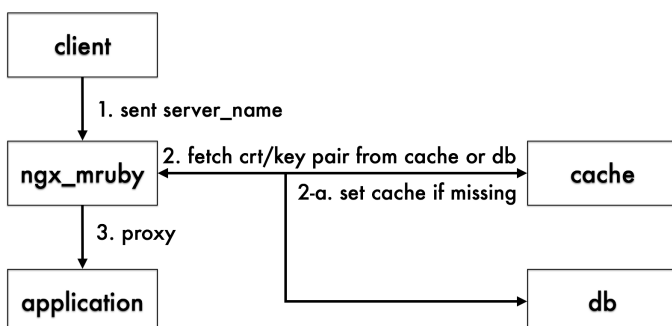 client
1. sent server_name
ngx_mruby
2. fetch crt/key pair from cache or db
2-a. set cache if missing
cache
3. proxy
application
db